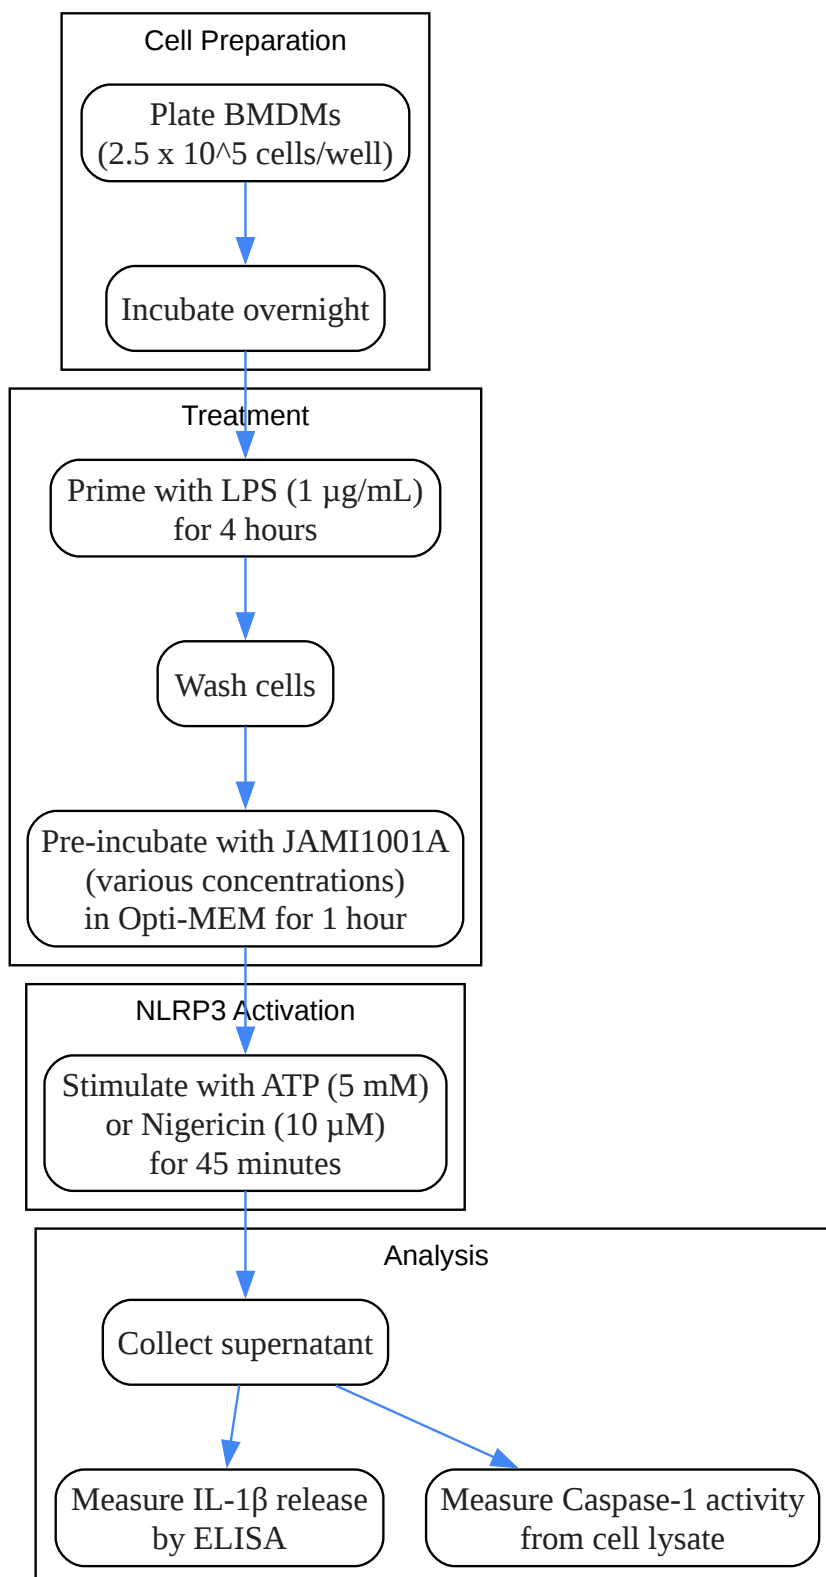 Cell Preparation
Plate BMDMs
(2.5 x 10^5 cells/well)
Incubate overnight
Treatment
Prime with LPS (1 µg/mL)
for 4 hours
Wash cells
Pre-incubate with JAMI1001A
(various concentrations)
in Opti-MEM for 1 hour
NLRP3 Activation
Stimulate with ATP (5 mM)
or Nigericin (10 µM)
for 45 minutes
Analysis
Collect supernatant
Measure IL-1β release
by ELISA
Measure Caspase-1 activity
from cell lysate